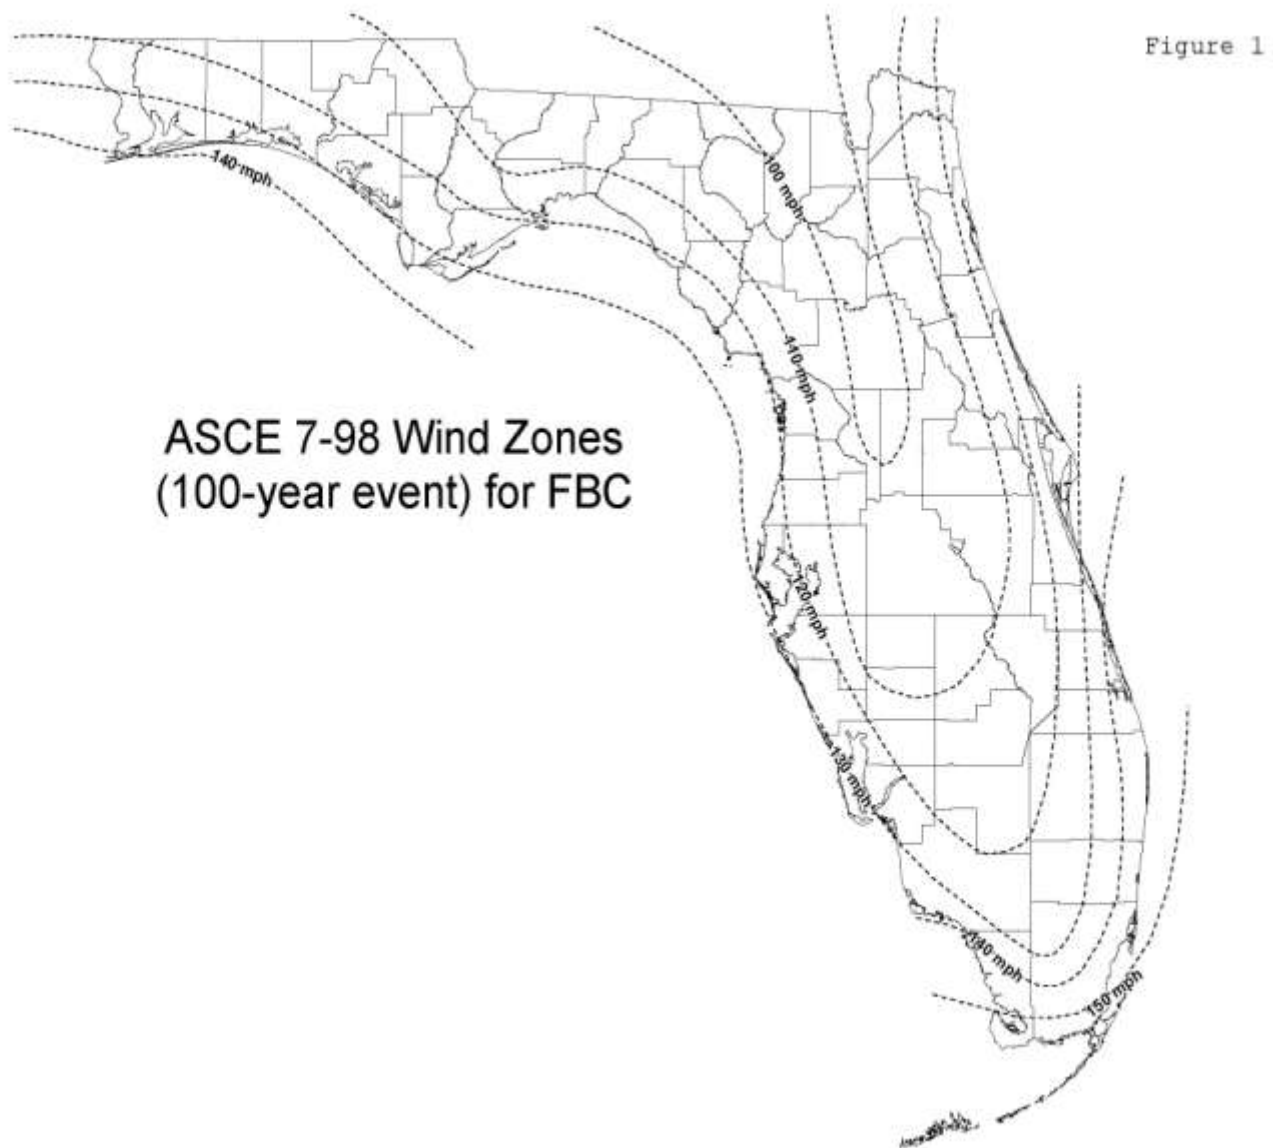 Figure 1
140 mph
100 mph
110 mph
ASCE 7-98 Wind Zones
(100-year event) for FBC
120 mph
130 mph
140 mph
150 mph